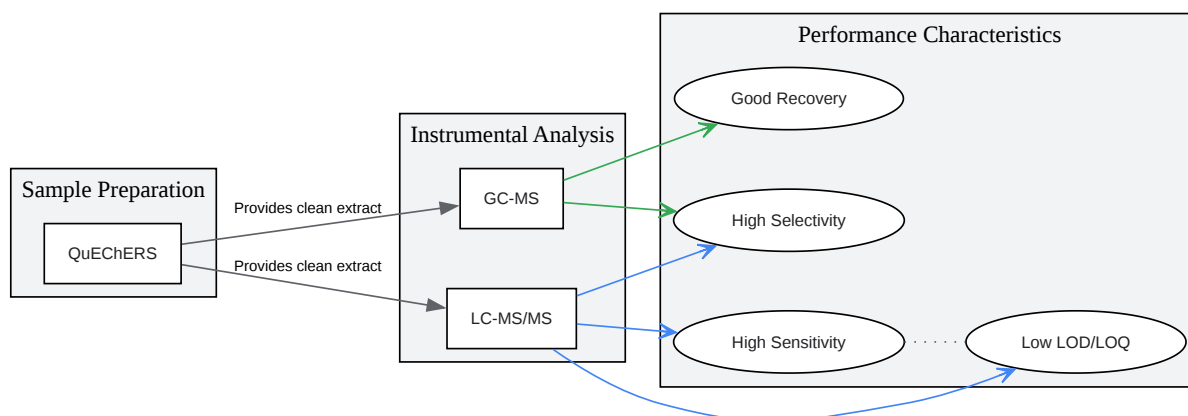 Performance Characteristics
Good Recovery
Instrumental Analysis
Sample Preparation
GC-MS
Provides clean extract
High Selectivity
QuEChERS
Provides clean extract
LC-MS/MS
High Sensitivity
Low LOD/LOQ